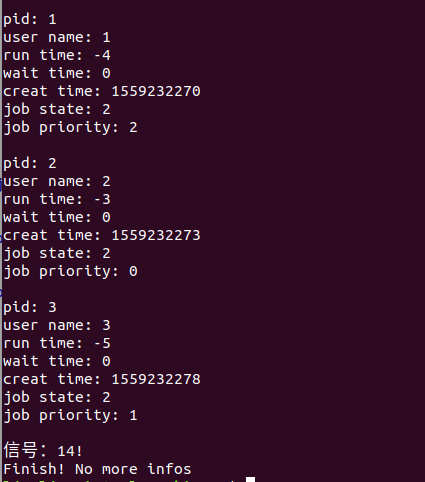 pid: 1
user name: 1
run time: -4
wait time: 0
creat time: 1559232270
job state: 2
job priority: 2
pid: 2
user name: 2
run time: -3
wait time: 0
creat time: 1559232273
job state: 2
job priority: 0
pid: 3
user name: 3
run time: -5
wait time: 0
creat time: 1559232278
job state: 2
job priority: 1
信号：14!
Finish! No more infos